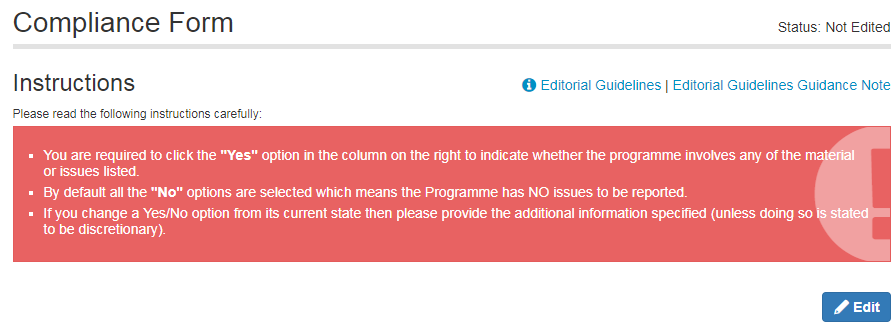 Compliance Form
Status: Not Edited
Instructions
Editorial Guidelines | Editorial Guidelines Guidance Note
Please read the following instructions carefully:
You are required to click the "Yes" option in the column on the right to indicate whether the programme involves any of the material
or issues listed.
By default all the "No" options are selected which means the Programme has NO issues to be reported.
If you change a Yes/No option from its current state then please provide the additional information specified (unless doing so is stated
to be discretionary).
Edit